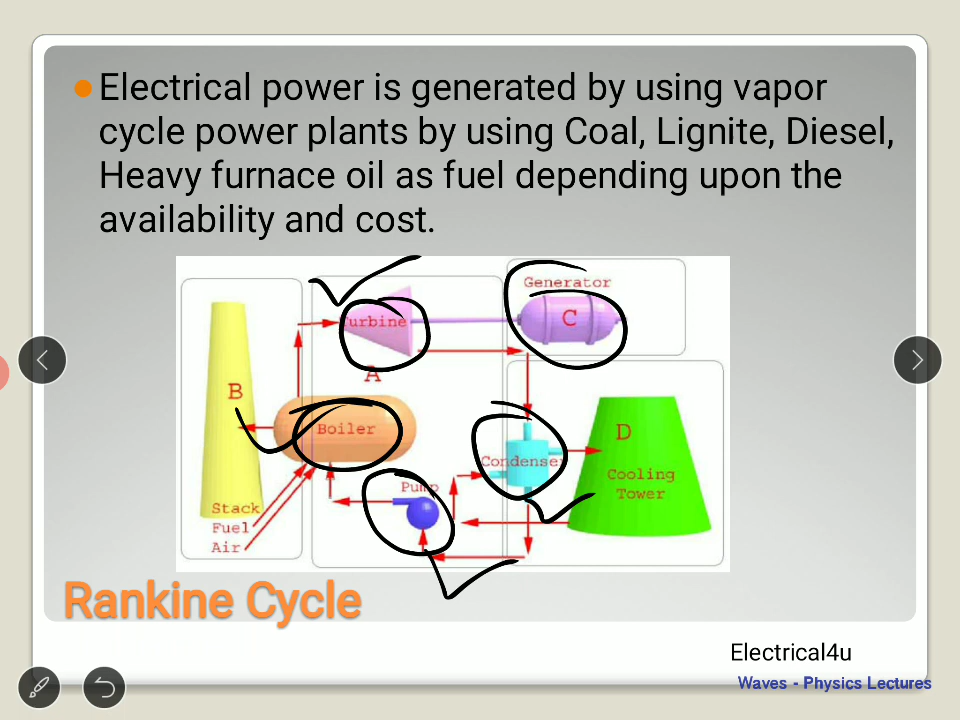 Electrical power is generated by using vapor
cycle power plants by using Coal, Lignite, Diesel,
Heavy furnace oil as fuel depending upon the
availability and cost.
Generator
Turbine
C
A
B
Boiler
D
Condenser
Cooling
Tower
Pump
Stack
Fuel
Air
Rankine Cycle
Electrical4u
Waves - Physics Lectures